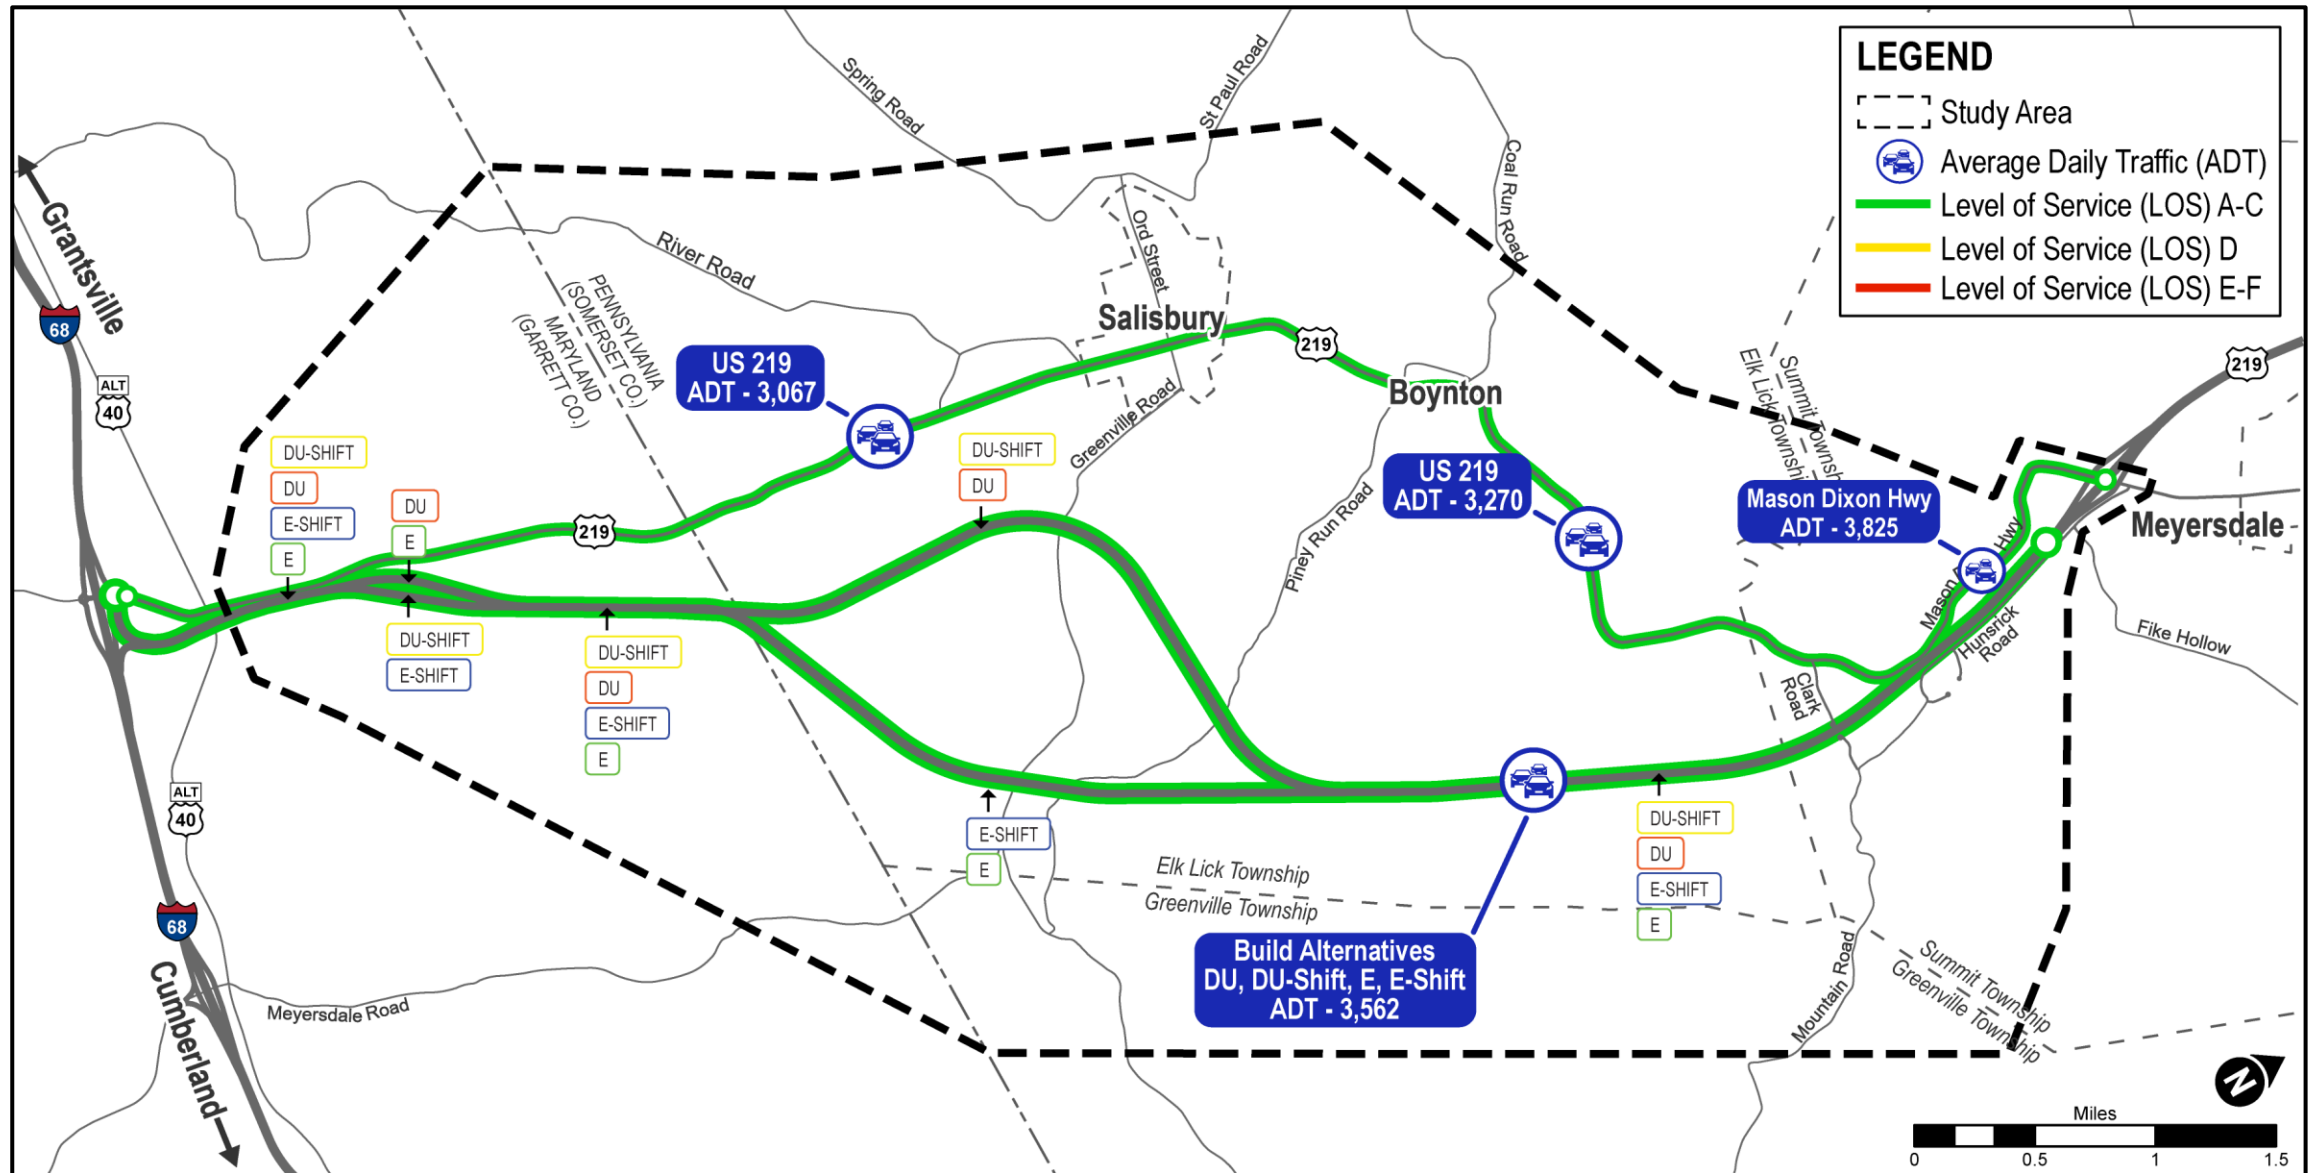 LEGEND
Study Area
Average Daily Traffic (ADT)
Level of Service (LOS) A-C
Level of Service (LOS) D
Level of Service (LOS) E-F
Spring Road
St Paul Road
Coal Run Road
Grantsville
River Road
Ord Street
PENNSYLVANIA
(SOMERSET CO.)
MARYLAND
(GARRETT CO.)
68
ALT
40
Salisbury
219
US 219
ADT - 3,067
Boynton
Greenville Road
Elk Lick Township
Summit Township
219
DU-SHIFT
DU
E-SHIFT
E
DU
E
219
DU-SHIFT
DU
US 219
ADT - 3,270
Piney Run Road
Mason Dixon Hwy
ADT - 3,825
Meyersdale
Hwy
Mason
Hunsrick
Road
Fike Hollow
Clark
Road
DU-SHIFT
E-SHIFT
DU-SHIFT
DU
E-SHIFT
E
ALT
40
E-SHIFT
E
DU-SHIFT
DU
E-SHIFT
E
Elk Lick Township
Greenville Township
68
Cumberland
Meyersdale Road
Build Alternatives
DU, DU-Shift, E, E-Shift
ADT - 3,562
Mountain Road
Summit Township
Greenville Township
N
Miles
0
0.5
1
1.5